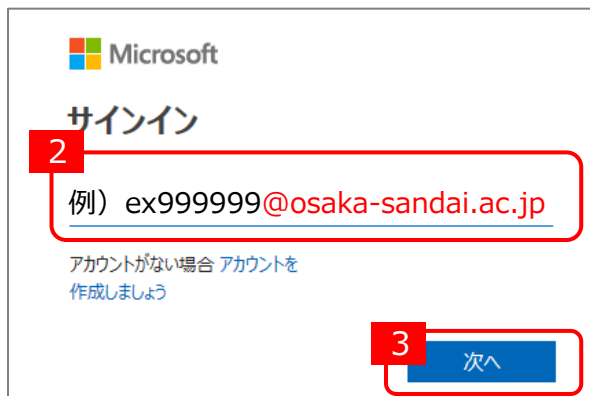 Microsoft
サインイン
2
例）ex999999@osaka-sandai.ac.jp
アカウントがない場合 アカウントを
作成しましょう
3
次へ